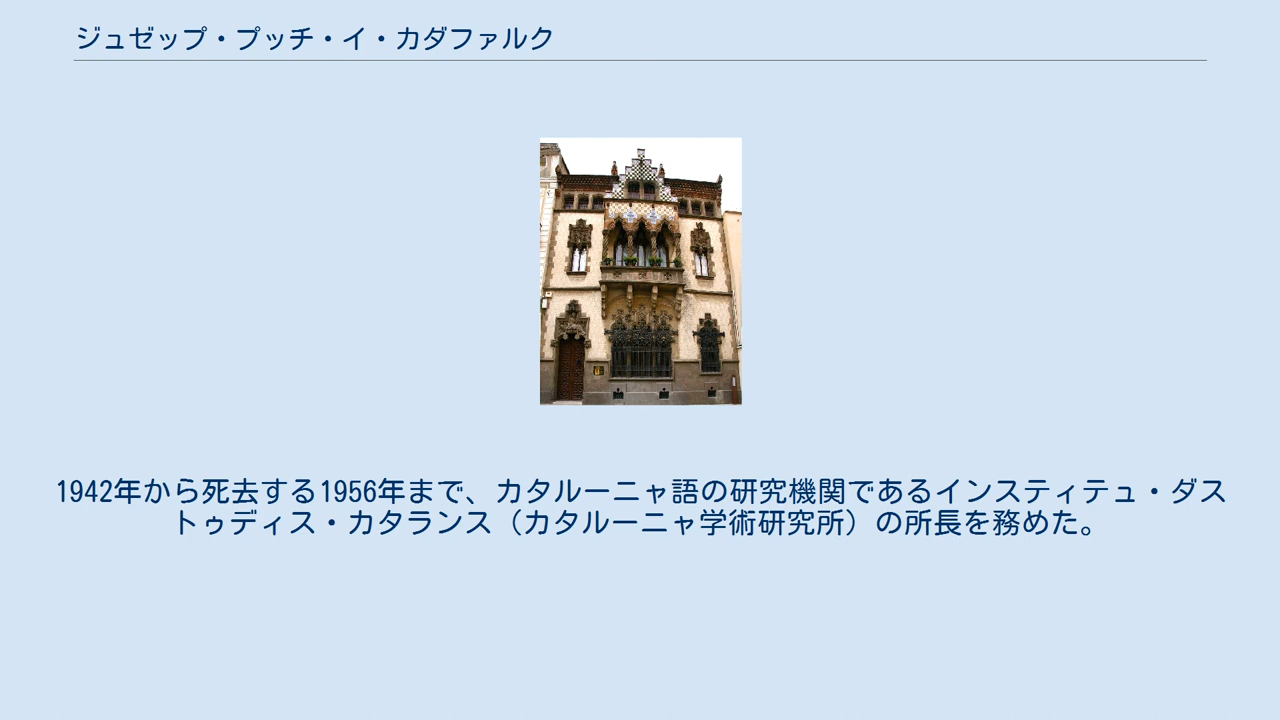 ジュゼップ・プッチ・イ・カダファルク
1942年から死去する1956年まで、カタルーニャ語の研究機関であるインスティテュ・ダス
トゥディス・カタランス（カタルーニャ学術研究所）の所長を務めた。